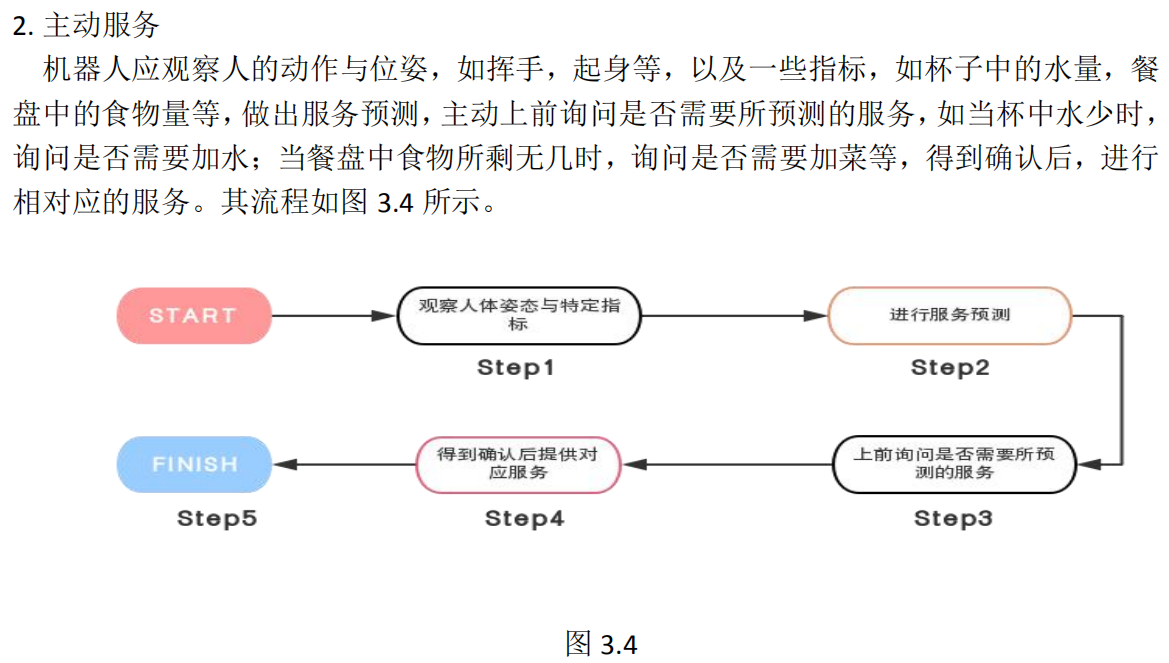 2. 主动服务
机器人应观察人的动作与位姿，如挥手，起身等，以及一些指标，如杯子中的水量，餐
盘中的食物量等，做出服务预测，主动上前询问是否需要所预测的服务，如当杯中水少时，
询问是否需要加水；当餐盘中食物所剩无几时，询问是否需要加菜等，得到确认后，进行
相对应的服务。其流程如图 3.4 所示。
START
观察人体姿态与特定指
标
Step1
进行服务预测
Step2
上前询问是否需要所预
测的服务
Step3
得到确认后提供对
应服务
Step4
FINISH
Step5
图 3.4